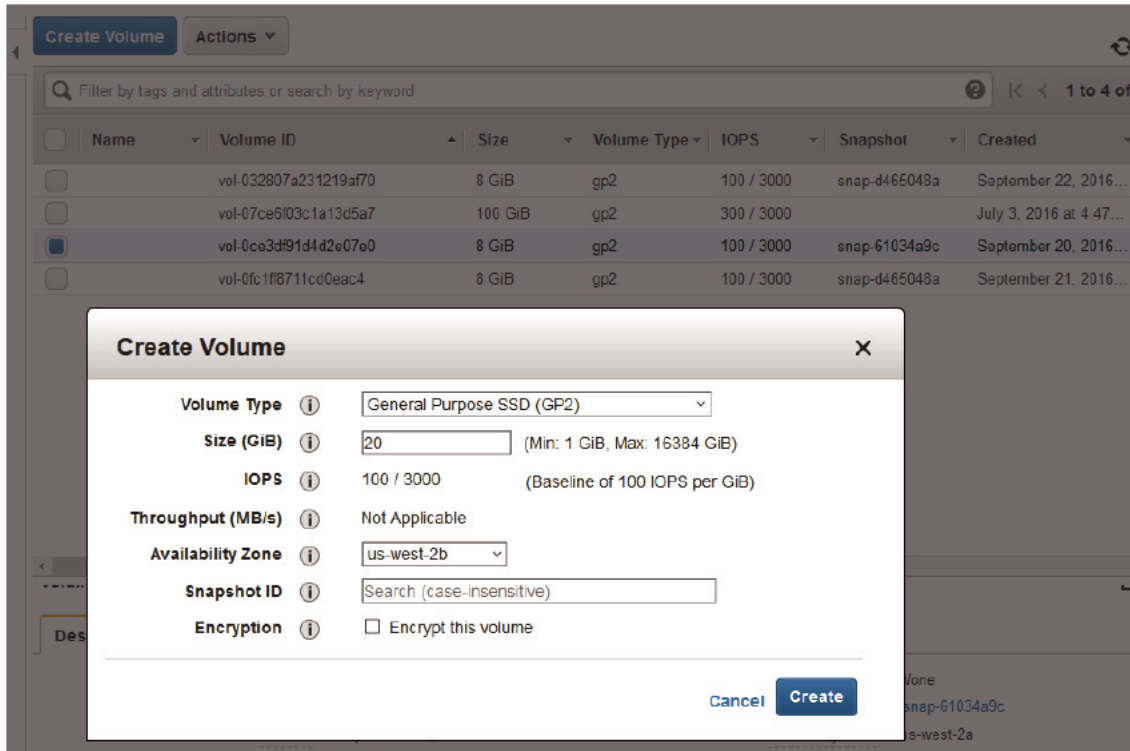 Create Volume Actions
Filter by tags and attributes or search by keyword 1 to 4 of
Name Volume ID Size Volume Type IOPS Snapshot Created
vol-032807a231219af70 8 GiB gp2 100 / 3000 snap-d465048a September 22, 2016...
vol-07ce6f03c1a13d5a7 100 GiB gp2 300 / 3000 July 3, 2016 at 4:47...
vol-0ce3df91d4d2e07e0 8 GiB gp2 100 / 3000 snap-61034a9c September 20, 2016...
vol-0fc1ff8711cd0eac4 8 GiB gp2 100 / 3000 snap-d465048a September 21, 2016...
Create Volume
Volume Type General Purpose SSD (GP2)
Size (GiB) 20 (Min: 1 GiB, Max: 16384 GiB)
IOPS 100 / 3000 (Baseline of 100 IOPS per GiB)
Throughput (MB/s) Not Applicable
Availability Zone us-west-2b
Snapshot ID Search (case-insensitive)
Encryption Encrypt this volume
Des
Cancel Create
None
snap-61034a9c
us-west-2a